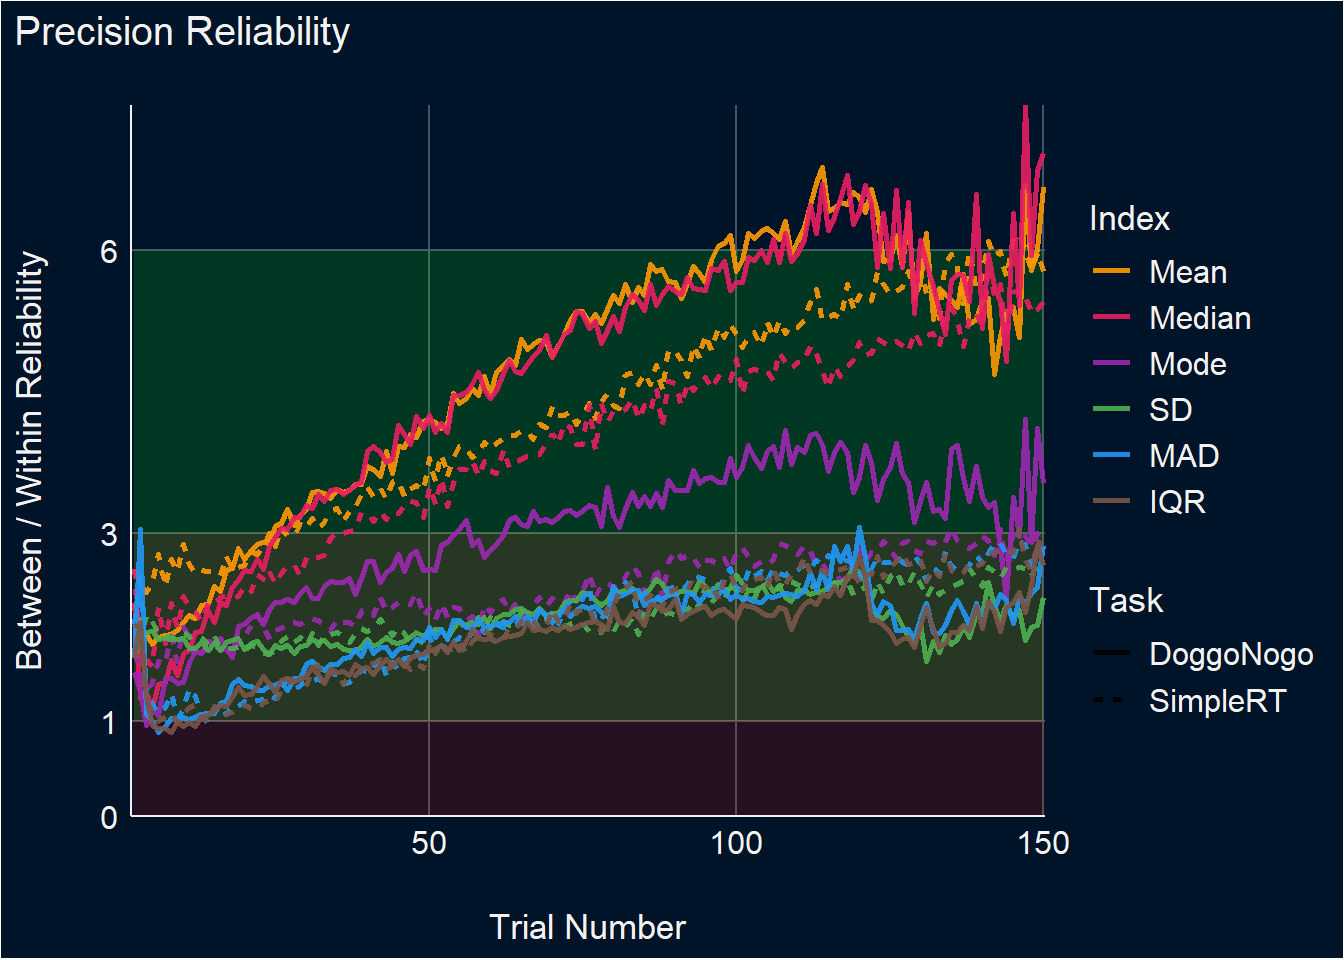 Precision Reliability
Between / Within Reliability
6
3
1
0
50
100
150
Trial Number
Index
Mean
Median
Mode
SD
MAD
IQR
Task
DoggoNogo
SimpleRT